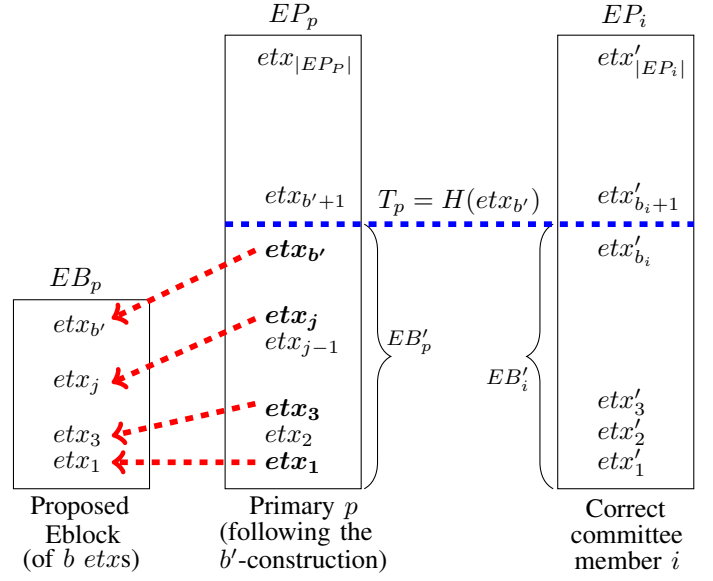 EP_p
EP_i
etx_{|EP_P|}
etx'_{|EP_i|}
etx_{b'+1}
T_p = H(etx_{b'})
etx'_{b_i+1}
etx_{b'}
etx'_{b_i}
EB_p
etx_{b'}
etx_j
etx_{j-1}
EB'_p
EB'_i
etx_j
etx_3
etx'_3
etx_3
etx_2
etx'_2
etx_1
etx_1
etx'_1
Proposed
Eblock
(of b etxs)
Primary p
(following the
b'-construction)
Correct
committee
member i